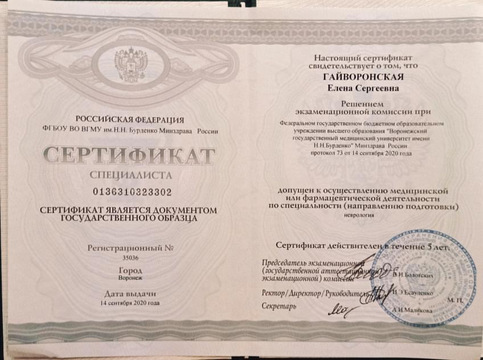 РОССИЙСКАЯ ФЕДЕРАЦИЯ
ФГБОУ ВО ВГМУ им.Н.Н. Бурденко Минздрава России
СЕРТИФИКАТ
СПЕЦИАЛИСТА
0136310323302
СЕРТИФИКАТ ЯВЛЯЕТСЯ ДОКУМЕНТОМ
ГОСУДАРСТВЕННОГО ОБРАЗЦА
Регистрационный №
35036
Город
Воронеж
Дата выдачи
14 сентября 2020 года
Настоящий сертификат
свидетельствует о том, что
ГАЙВОРОНСКАЯ
Елена Сергеевна
Решением
экзаменационной комиссии при
Федеральном государственном бюджетном образовательном
учреждении высшего образования "Воронежский
государственный медицинский университет имени
Н.Н.Бурденко" Минздрава России
протокол 73 от 14 сентября 2020 года
допущен к осуществлению медицинской
или фармацевтической деятельности
по специальности (направлению подготовки)
неврология
Сертификат действителен в течение 5 лет.
Председатель экзаменационной
(государственной аттестационной
экзаменационной) комиссии
Ректор/Директор/Руководитель
И.Э.Есауленко
М. П.
Секретарь